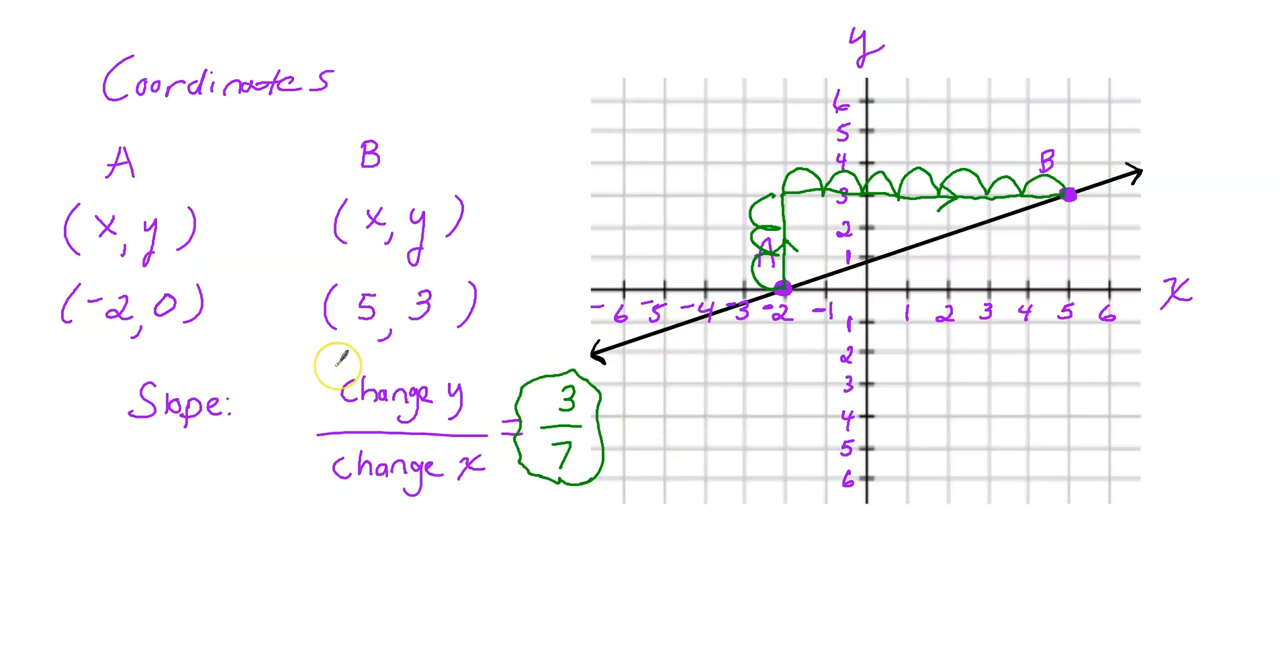 Coordinates
A B
(x, y) (x, y)
(-2, 0) (5, 3)
Slope: change y
change x
= 3
7
y
6
5
4
3
2
1
B
A
-6 -5 -4 -3 -2 -1 1 2 3 4 5 6
x
1
2
3
4
5
6